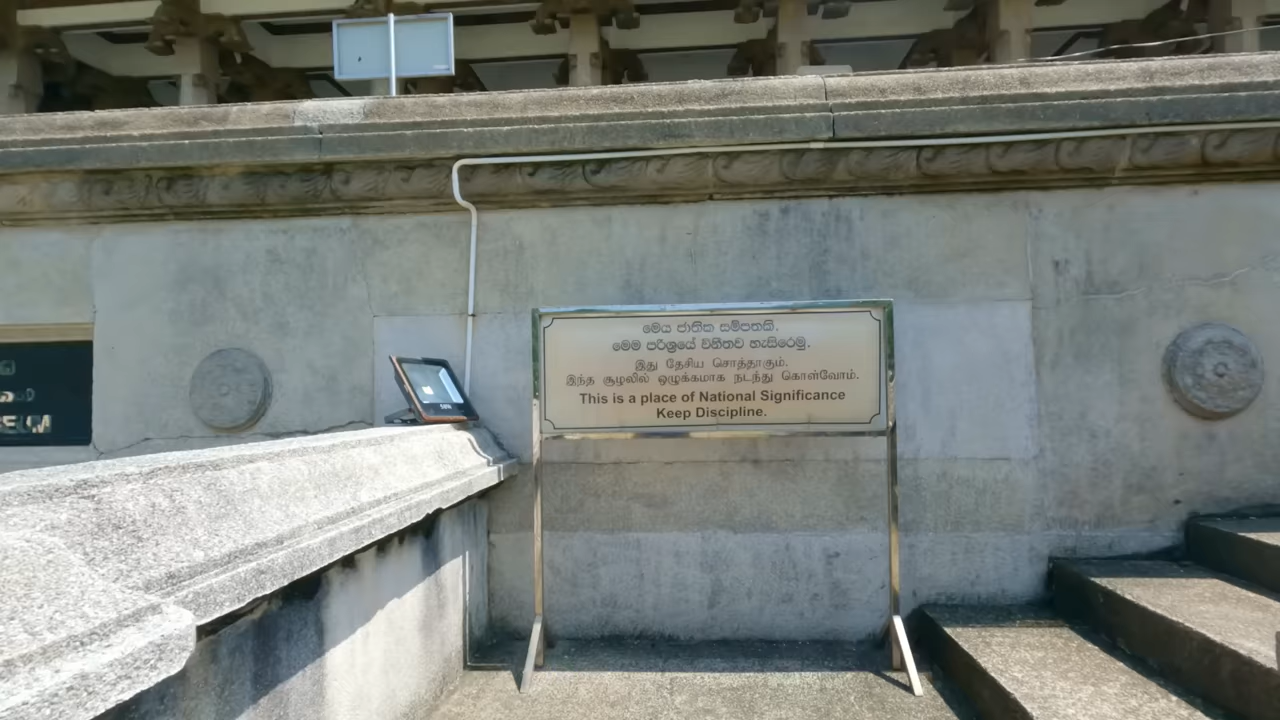 මෙය ජාතික සම්පතකි.
මෙම පරිශ්‍රයේ විනීතව හැසිරෙමු.
இது தேசிய சொத்தாகும்.
இந்த சூழலில் ஒழுக்கமாக நடந்து கொள்வோம்.
This is a place of National Significance
Keep Discipline.